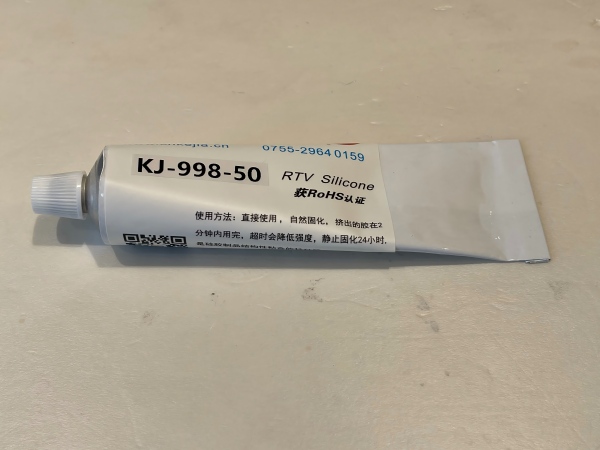 0755-29640159
KJ-998-50
RTV Silicone
获RoHS认证
使用方法：直接使用，自然固化，挤出的胶在2
分钟内用完，超时会降低强度，静止固化24小时.